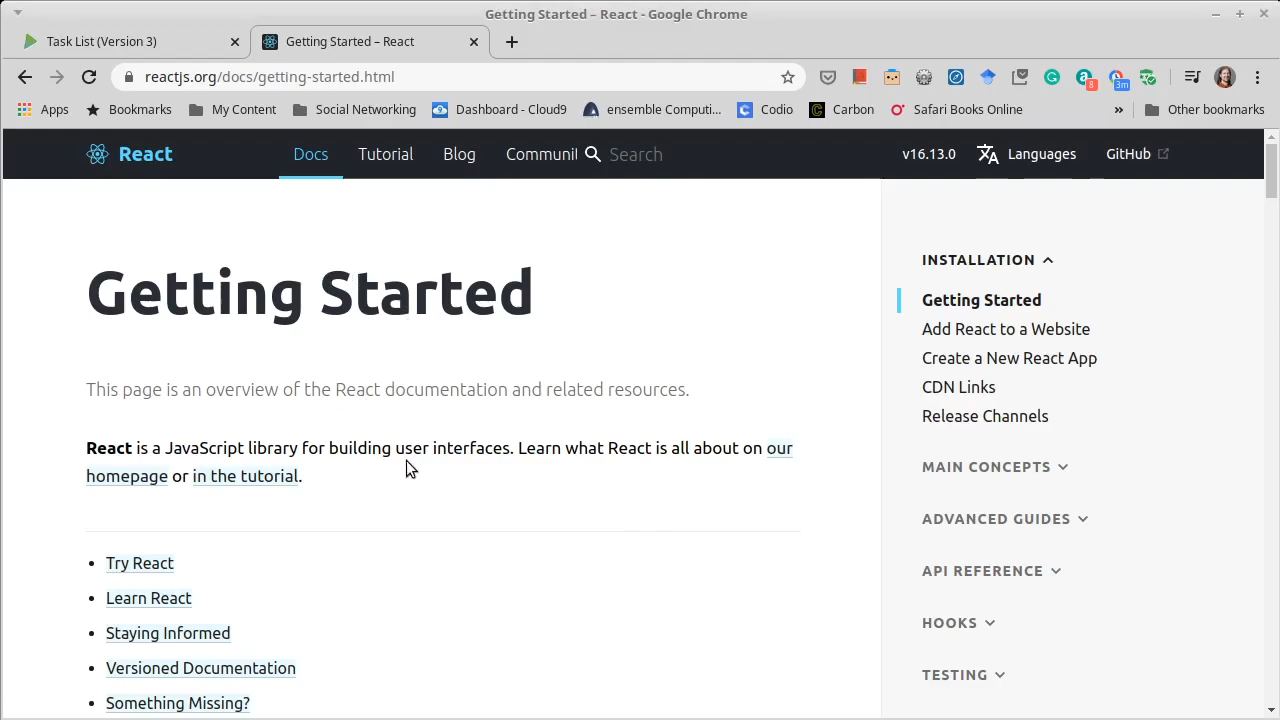 Getting Started – React - Google Chrome
Task List (Version 3)
Getting Started – React
reactjs.org/docs/getting-started.html
8
3m
Apps Bookmarks My Content Social Networking Dashboard - Cloud9 ensemble Computi... Codio Carbon Safari Books Online » Other bookmarks
React Docs Tutorial Blog Communit Search v16.13.0 Languages GitHub
Getting Started
This page is an overview of the React documentation and related resources.
React is a JavaScript library for building user interfaces. Learn what React is all about on our
homepage or in the tutorial.
Try React
Learn React
Staying Informed
Versioned Documentation
Something Missing?
INSTALLATION
Getting Started
Add React to a Website
Create a New React App
CDN Links
Release Channels
MAIN CONCEPTS
ADVANCED GUIDES
API REFERENCE
HOOKS
TESTING